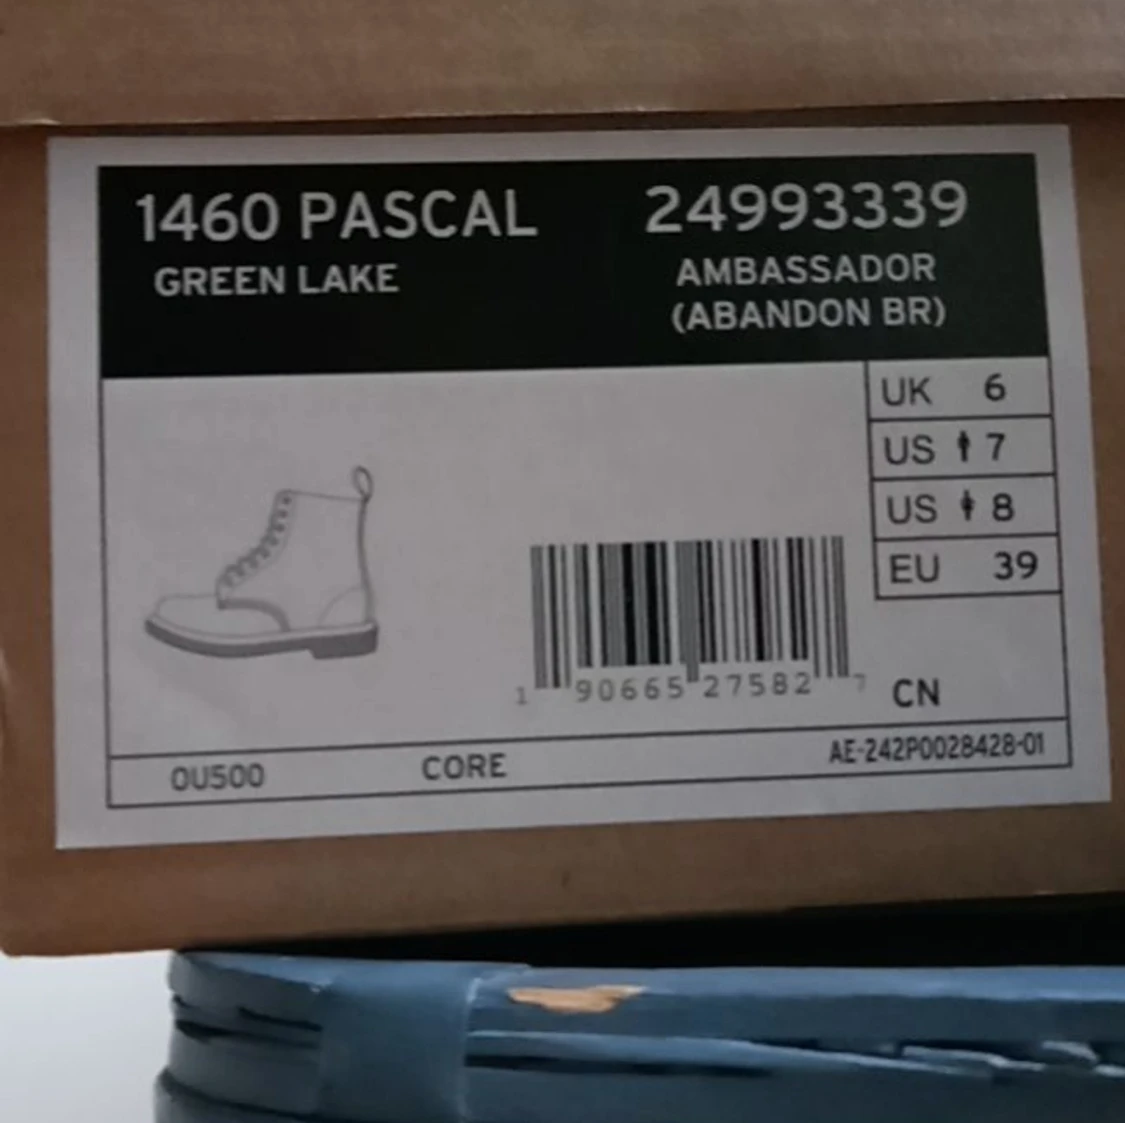 1460 PASCAL 24993339
GREEN LAKE AMBASSADOR
(ABANDON BR)
UK 6
US 7
US 8
EU 39
1 90665 27582 7
CN
0U500 CORE AE-242P0028428-01